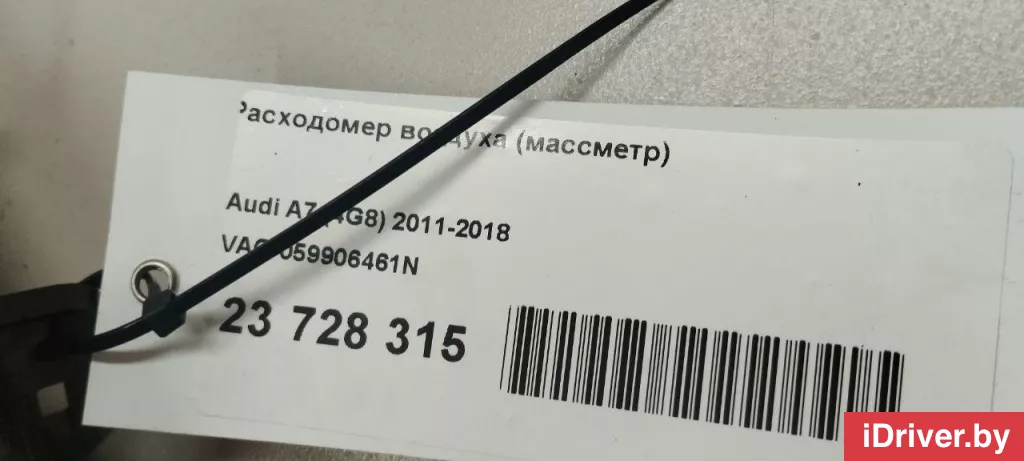 Расходомер воздуха (массметр)
Audi A7 (4G8) 2011-2018
VAG 059906461N
23 728 315
iDriver.by